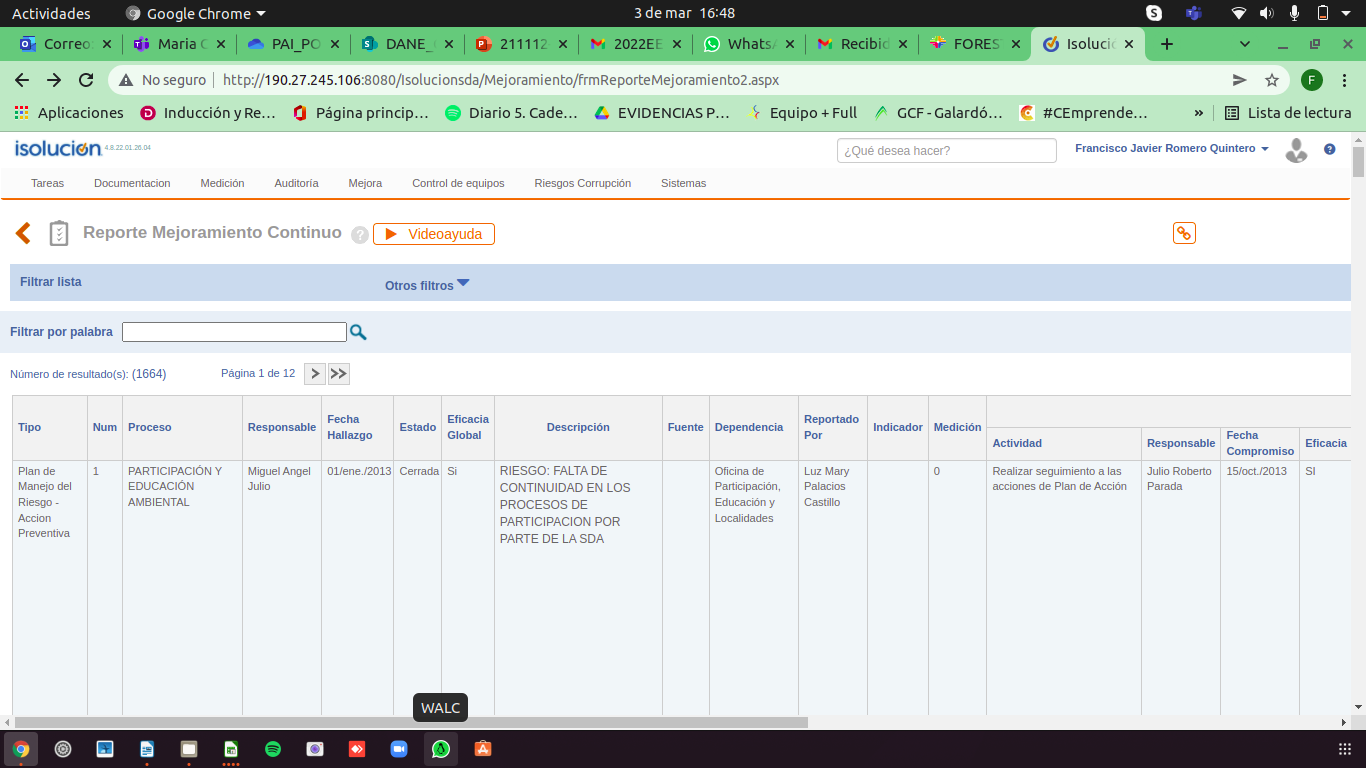 Actividades
Google Chrome
3 de mar 16:48
Correo:
Maria C
PAI_PO
DANE_
211112
2022EE
WhatsA
Recibid
FOREST
Isolució
No seguro
http://190.27.245.106:8080/Isolucionsda/Mejoramiento/frmReporteMejoramiento2.aspx
F
Aplicaciones
Inducción y Re…
Página princip…
Diario 5. Cade…
EVIDENCIAS P…
Equipo + Full
GCF - Galardó…
#CEmprende…
»
Lista de lectura
isolución 4.8.22.01.26.04
¿Qué desea hacer?
Francisco Javier Romero Quintero
?
Tareas
Documentacion
Medición
Auditoría
Mejora
Control de equipos
Riesgos Corrupción
Sistemas
Reporte Mejoramiento Continuo
?
Videoayuda
Filtrar lista
Otros filtros
Filtrar por palabra
Número de resultado(s): (1664)
Página 1 de 12
>
>>
Tipo
Num
Proceso
Responsable
Fecha
Hallazgo
Estado
Eficacia
Global
Descripción
Fuente
Dependencia
Reportado
Por
Indicador
Medición
Actividad
Responsable
Fecha
Compromiso
Eficacia
Plan de
Manejo del
Riesgo -
Accion
Preventiva
1
PARTICIPACIÓN Y
EDUCACIÓN
AMBIENTAL
Miguel Angel
Julio
01/ene./2013
Cerrada
Si
RIESGO: FALTA DE
CONTINUIDAD EN LOS
PROCESOS DE
PARTICIPACION POR
PARTE DE LA SDA
Oficina de
Participación,
Educación y
Localidades
Luz Mary
Palacios
Castillo
0
Realizar seguimiento a las
acciones de Plan de Acción
Julio Roberto
Parada
15/oct./2013
SI
WALC